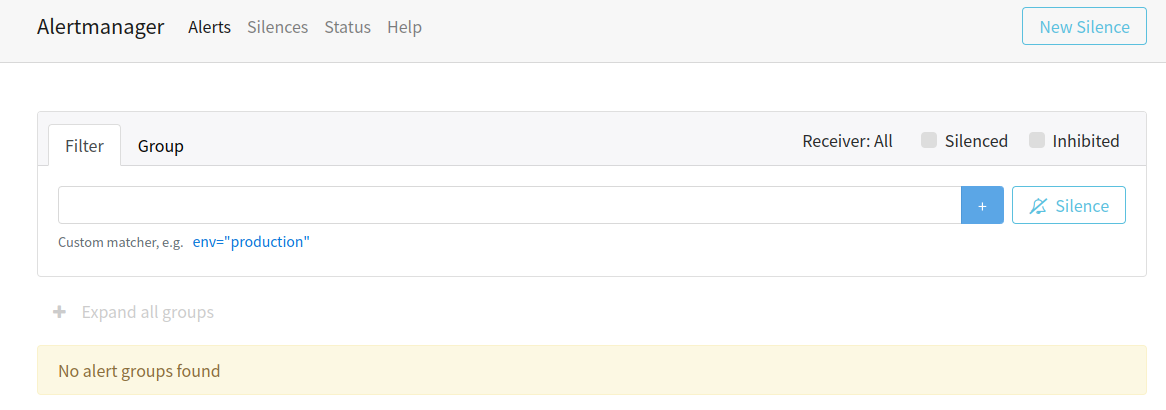 Alertmanager Alerts Silences Status Help New Silence
Filter Group Receiver: All Silenced Inhibited
+ Silence
Custom matcher, e.g. env="production"
+ Expand all groups
No alert groups found